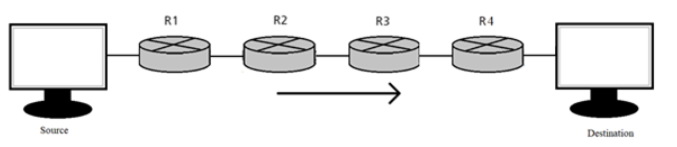 R1 R2 R3 R4
Source
Destination